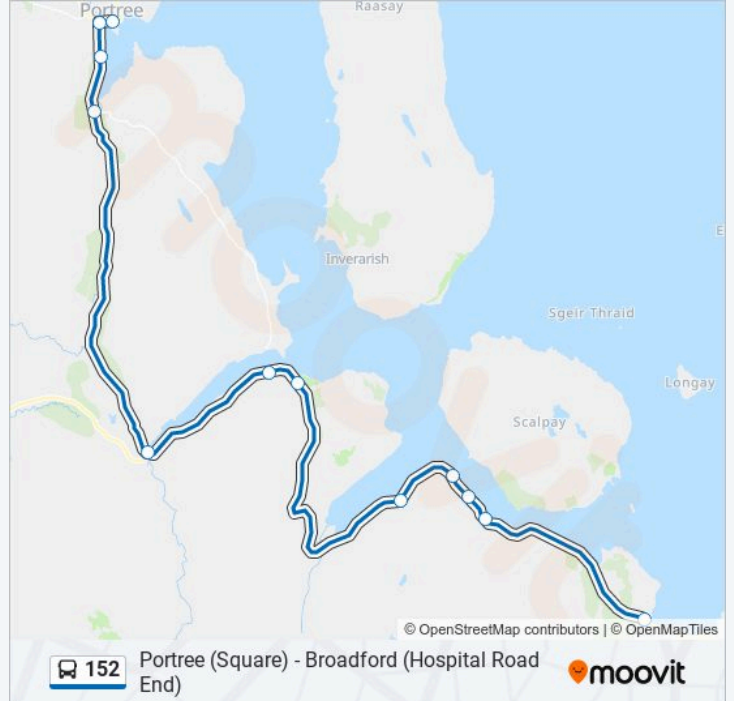 Portree
Raasay
Inverarish
Sgeir Thraid
Longay
Scalpay
E
© OpenStreetMap contributors | © OpenMapTiles
152
Portree (Square) - Broadford (Hospital Road
End)
moovit